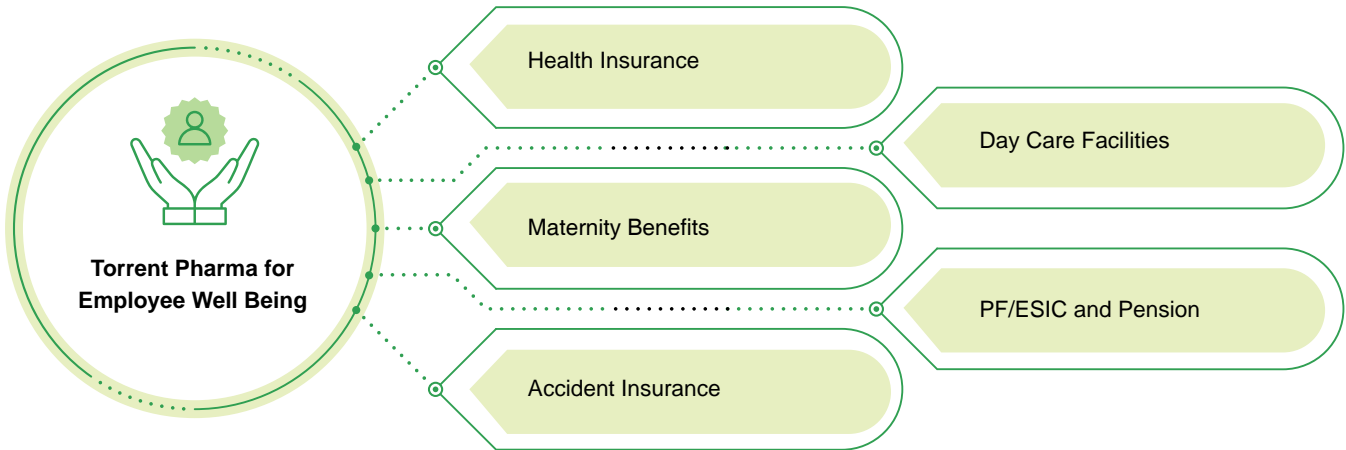 Torrent Pharma for
Employee Well Being
Health Insurance
Day Care Facilities
Maternity Benefits
PF/ESIC and Pension
Accident Insurance